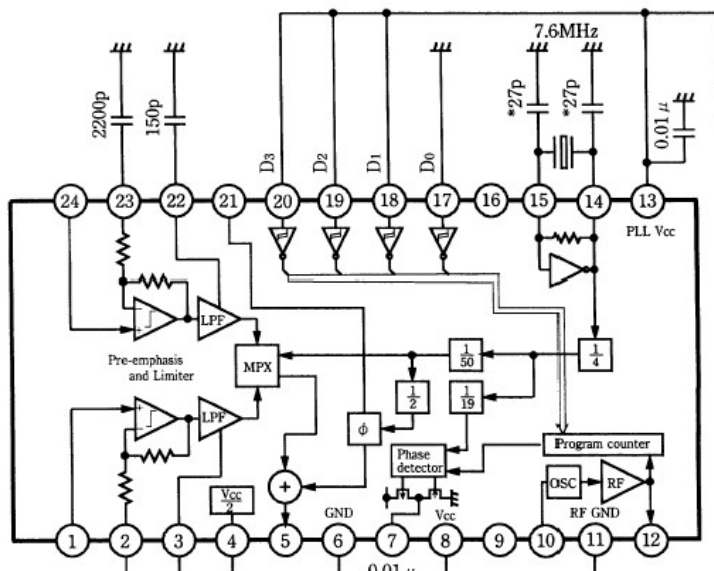 7.6MHz
2200p
150p
*27p
*27p
0.01 μ
D3
D2
D1
D0
24
23
22
21
20
19
18
17
16
15
14
13
PLL Vcc
LPF
Pre-emphasis
and Limiter
MPX
1/50
1/4
1/2
1/19
LPF
ϕ
Phase
detector
Program counter
OSC
RF
Vcc/2
GND
Vcc
RF GND
1
2
3
4
5
6
7
8
9
10
11
12
0.01 μ